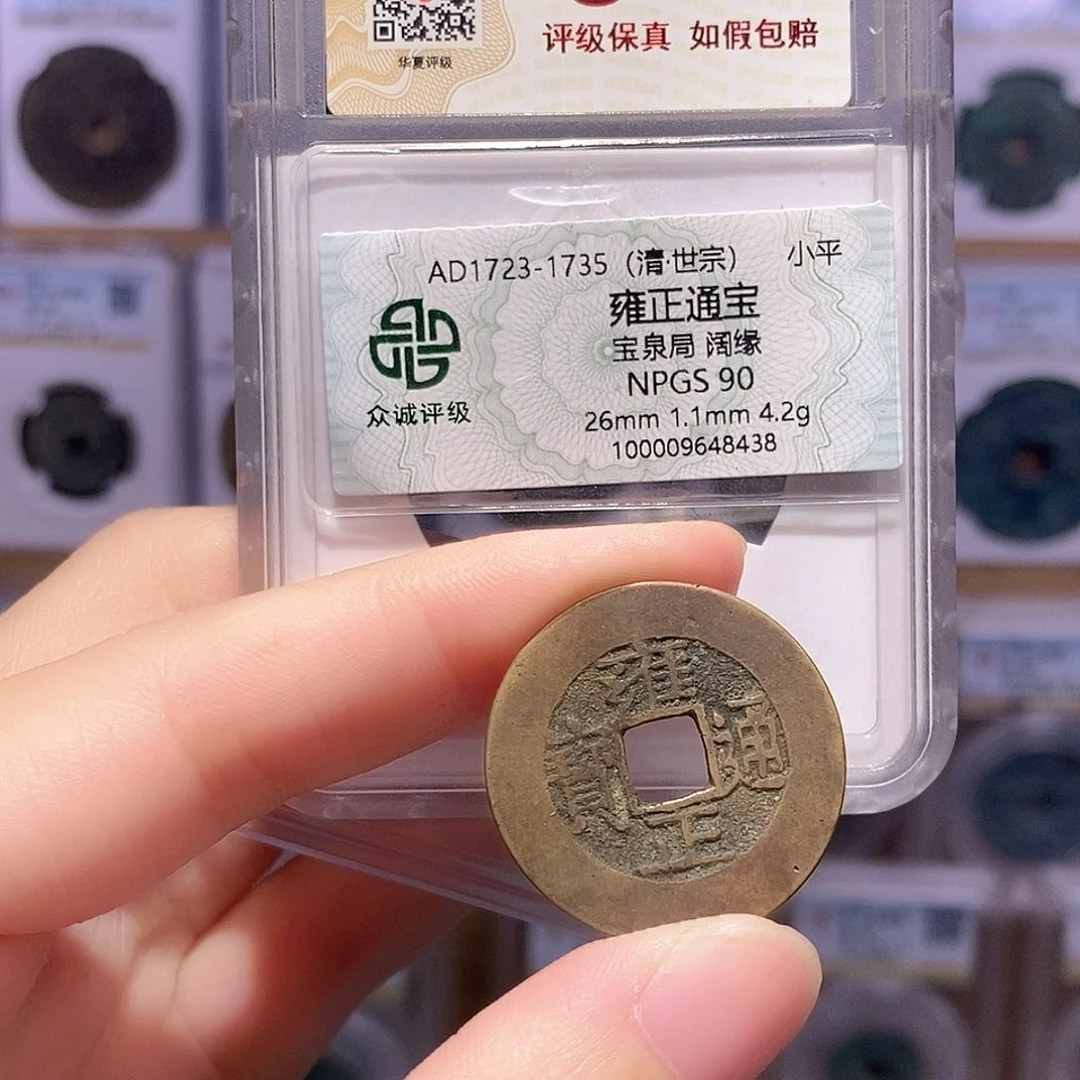 华夏评级
评级保真 如假包赔
AD1723-1735（清·世宗） 小平
雍正通宝
宝泉局 阔缘
NPGS 90
26mm 1.1mm 4.2g
100009648438
众诚评级
雍
正
通
寳